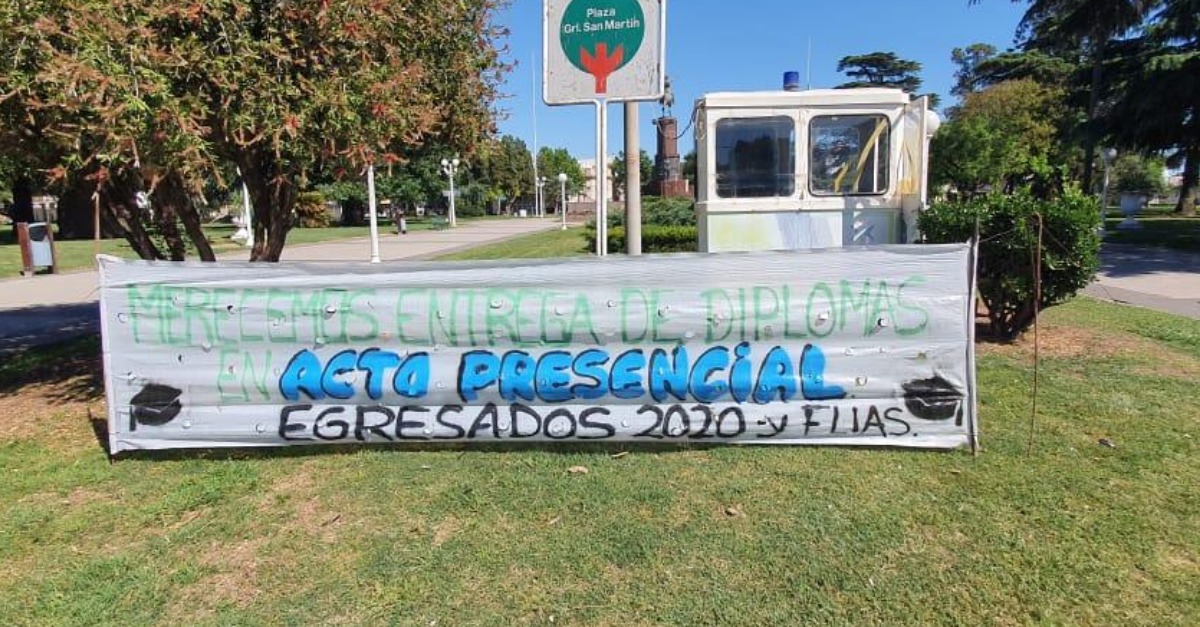 Plaza
Grl. San Martín
MERECEMOS ENTREGA DE DIPLOMAS
EN ACTO PRESENCIAL
EGRESADOS 2020 y FLIAS.